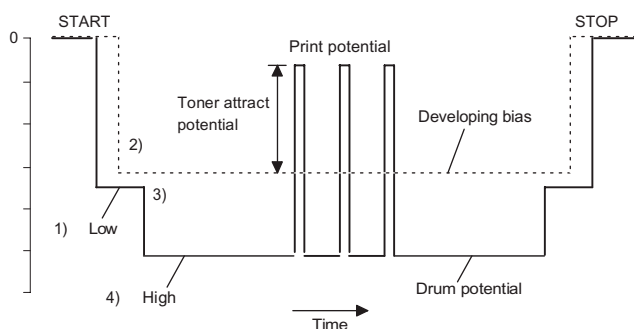 START
STOP
0
Print potential
Toner attract
potential
Developing bias
2)
3)
1)
Low
4)
High
Drum potential
Time